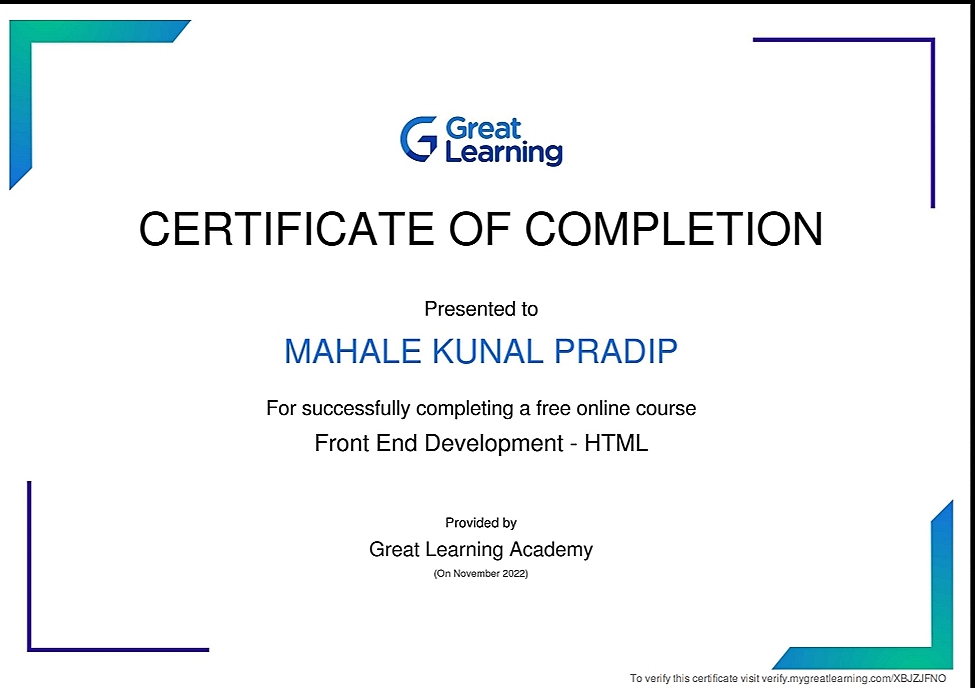 Great
Learning
CERTIFICATE OF COMPLETION
Presented to
MAHALE KUNAL PRADIP
For successfully completing a free online course
Front End Development - HTML
Provided by
Great Learning Academy
(On November 2022)
To verify this certificate visit verify.mygreatlearning.com/XBJZJFNO